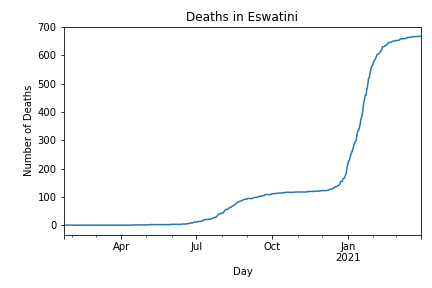 Deaths in Eswatini
Number of Deaths
700
600
500
400
300
200
100
0
Apr
Jul
Oct
Jan
2021
Day